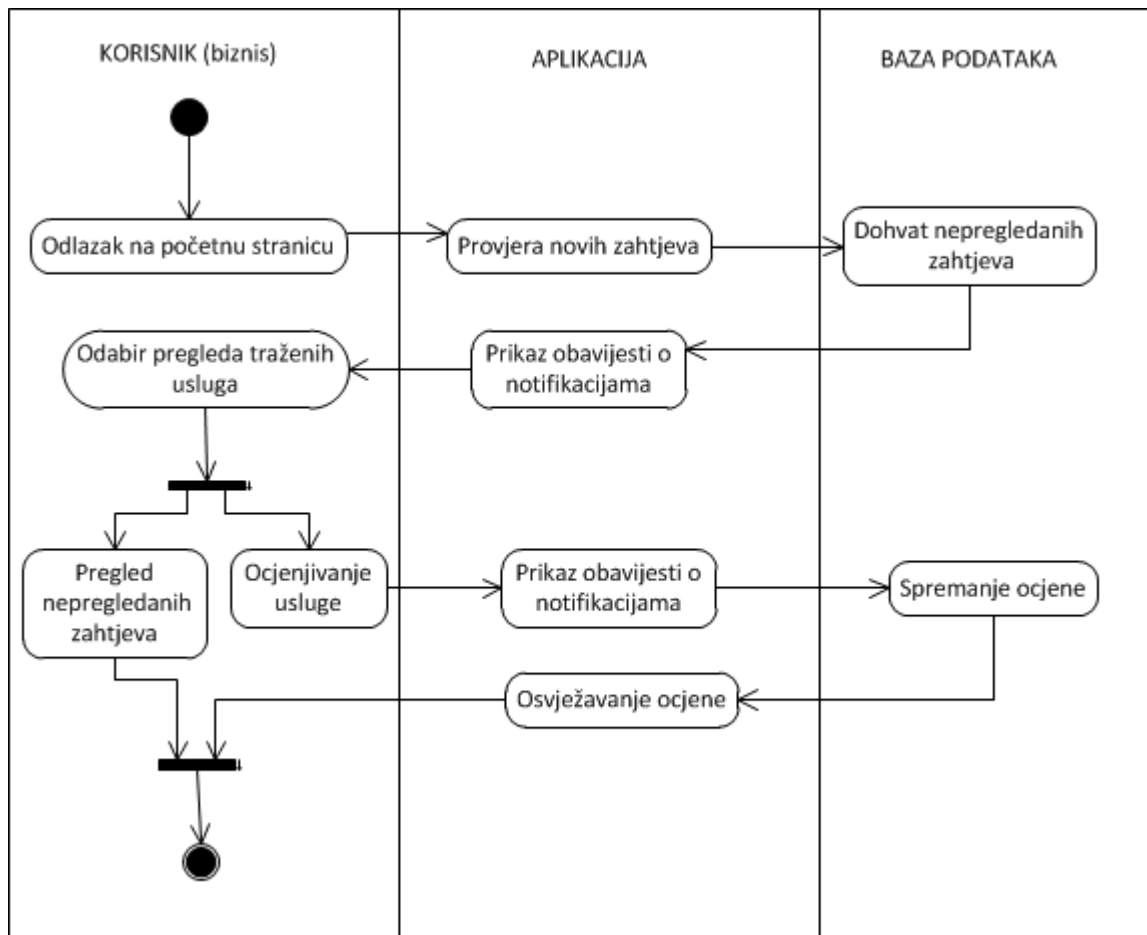 KORISNIK (biznis)
APLIKACIJA
BAZA PODATAKA
Odlazak na početnu stranicu
Provjera novih zahtjeva
Dohvat nepregledanih
zahtjeva
Odabir pregleda traženih
usluga
Prikaz obavijesti o
notifikacijama
Pregled
nepregledanih
zahtjeva
Ocjenjivanje
usluge
Prikaz obavijesti o
notifikacijama
Spremanje ocjene
Osvježavanje ocjene